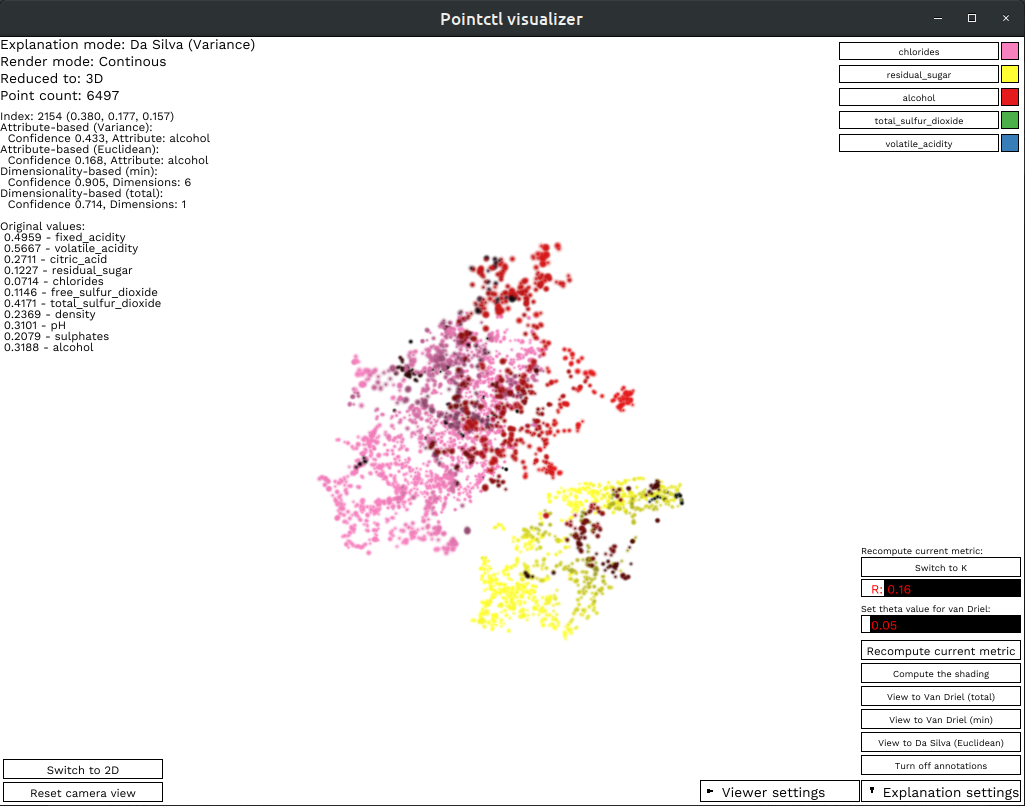 Pointctl visualizer
Explanation mode: Da Silva (Variance)
Render mode: Continous
Reduced to: 3D
Point count: 6497
Index: 2154 (0.380, 0.177, 0.157)
Attribute-based (Variance):
Confidence 0.433, Attribute: alcohol
Attribute-based (Euclidean):
Confidence 0.168, Attribute: alcohol
Dimensionality-based (min):
Confidence 0.905, Dimensions: 6
Dimensionality-based (total):
Confidence 0.714, Dimensions: 1
Original values:
0.4959 - fixed_acidity
0.5667 - volatile_acidity
0.2711 - citric_acid
0.1227 - residual_sugar
0.0714 - chlorides
0.1146 - free_sulfur_dioxide
0.4171 - total_sulfur_dioxide
0.2369 - density
0.3101 - pH
0.2079 - sulphates
0.3188 - alcohol
chlorides
residual_sugar
alcohol
total_sulfur_dioxide
volatile_acidity
Recompute current metric:
Switch to K
R: 0.16
Set theta value for van Driel:
0.05
Recompute current metric
Compute the shading
View to Van Driel (total)
View to Van Driel (min)
View to Da Silva (Euclidean)
Turn off annotations
Switch to 2D
Reset camera view
Viewer settings
Explanation settings